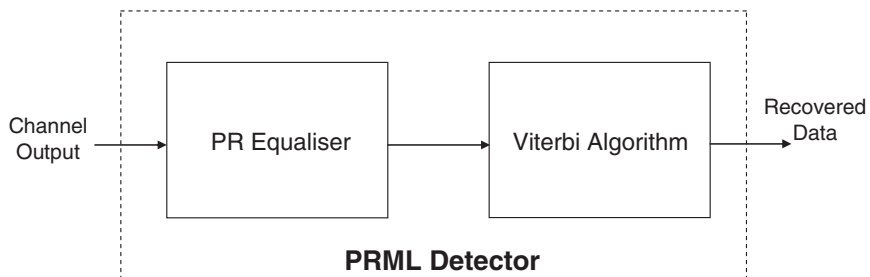 Channel
Output
PR Equaliser
Viterbi Algorithm
Recovered
Data
PRML Detector